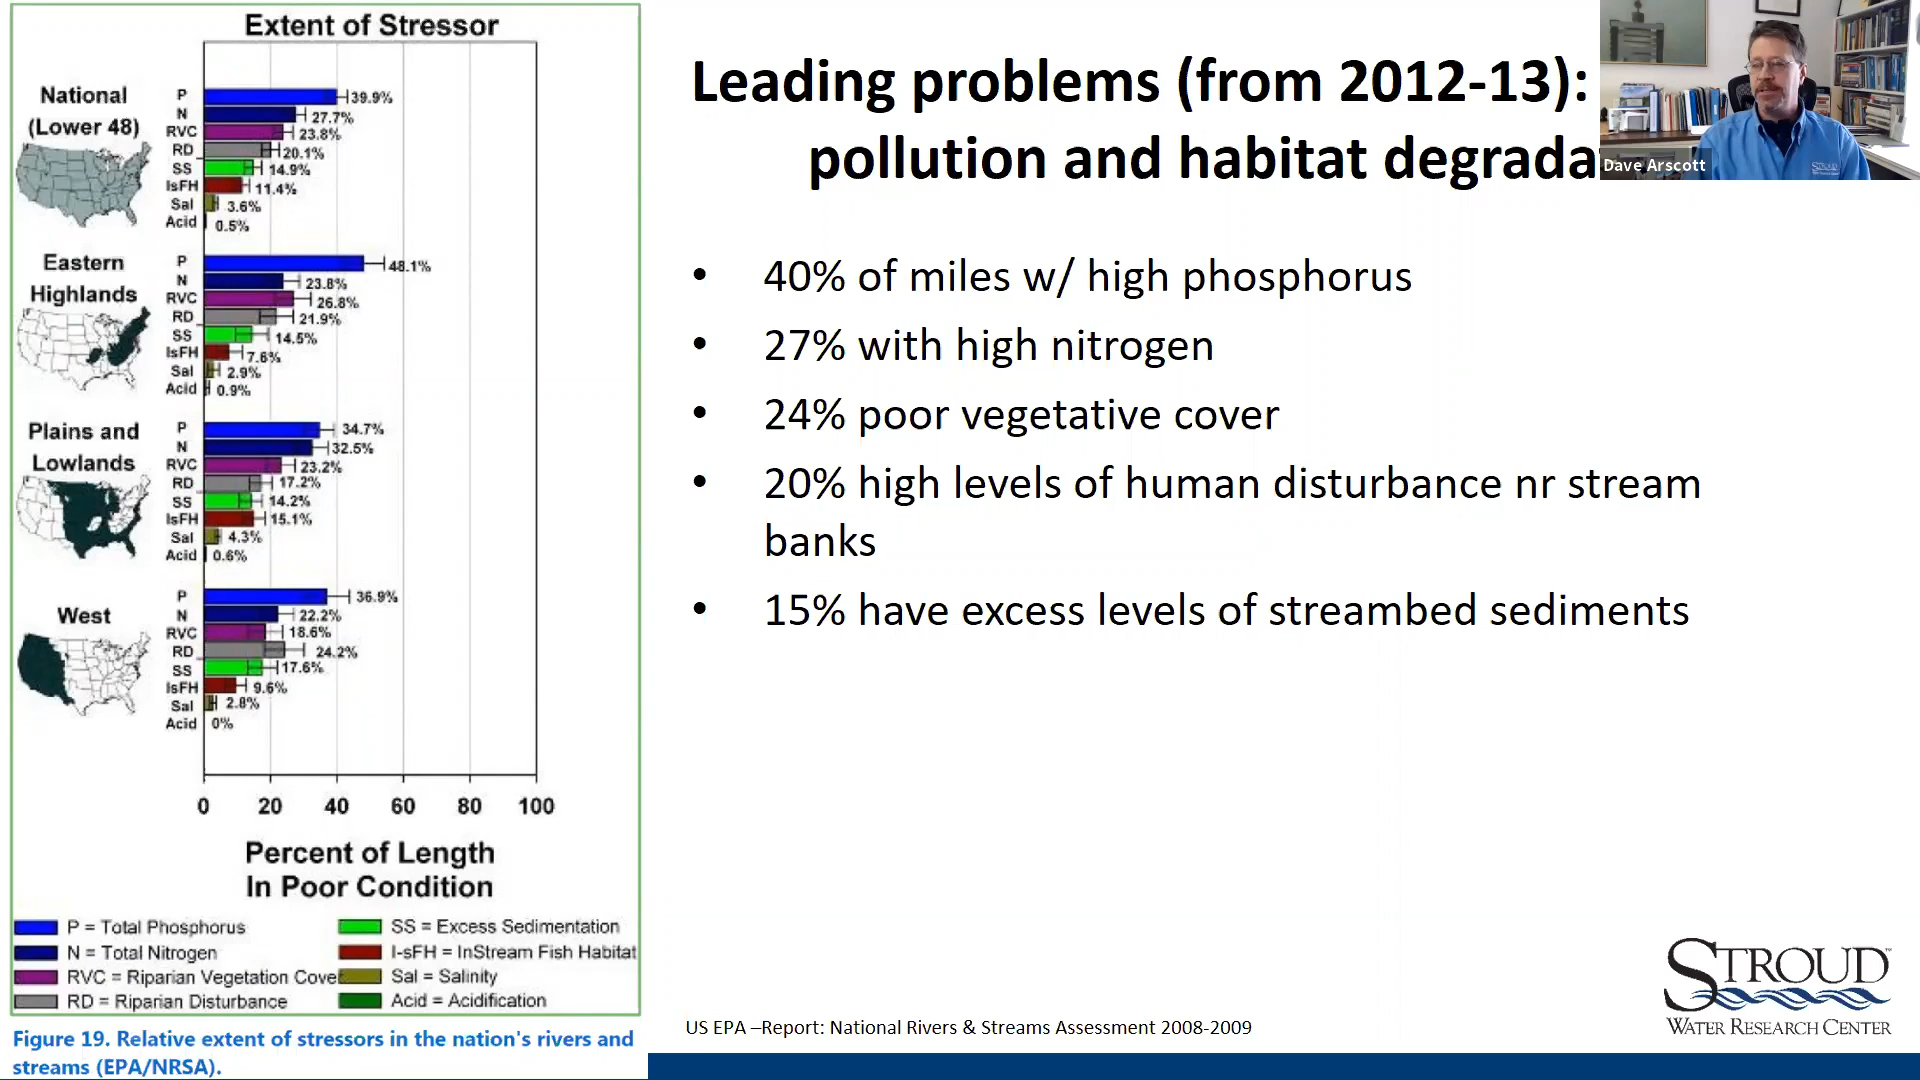 Extent of Stressor
National
(Lower 48)
P 39.9%
N 27.7%
RVC 23.8%
RD 20.1%
SS 14.9%
IsFH 11.4%
Sal 3.6%
Acid 0.5%
Eastern
Highlands
P 48.1%
N 23.8%
RVC 26.8%
RD 21.9%
SS 14.5%
IsFH 7.6%
Sal 2.9%
Acid 0.9%
Plains and
Lowlands
P 34.7%
N 32.5%
RVC 23.2%
RD 17.2%
SS 14.2%
IsFH 15.1%
Sal 4.3%
Acid 0.6%
West
P 36.9%
N 22.2%
RVC 18.6%
RD 24.2%
SS 17.6%
IsFH 9.6%
Sal 2.8%
Acid 0%
0 20 40 60 80 100
Percent of Length
In Poor Condition
P = Total Phosphorus
N = Total Nitrogen
RVC = Riparian Vegetation Cove
RD = Riparian Disturbance
SS = Excess Sedimentation
I-sFH = InStream Fish Habitat
Sal = Salinity
Acid = Acidification
Figure 19. Relative extent of stressors in the nation's rivers and
streams (EPA/NRSA).
Leading problems (from 2012-13):
pollution and habitat degrada
• 40% of miles w/ high phosphorus
• 27% with high nitrogen
• 24% poor vegetative cover
• 20% high levels of human disturbance nr stream
banks
• 15% have excess levels of streambed sediments
US EPA –Report: National Rivers & Streams Assessment 2008-2009
Dave Arscott
STROUD
STROUD™
WATER RESEARCH CENTER